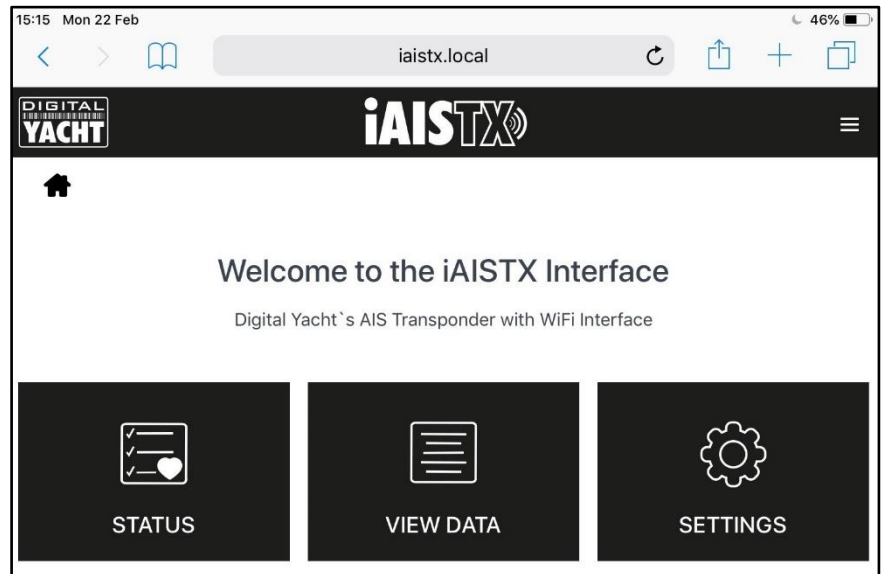 15:15 Mon 22 Feb
46%
iaistx.local
DIGITAL
YACHT
iAISTX
Welcome to the iAISTX Interface
Digital Yacht`s AIS Transponder with WiFi Interface
STATUS
VIEW DATA
SETTINGS